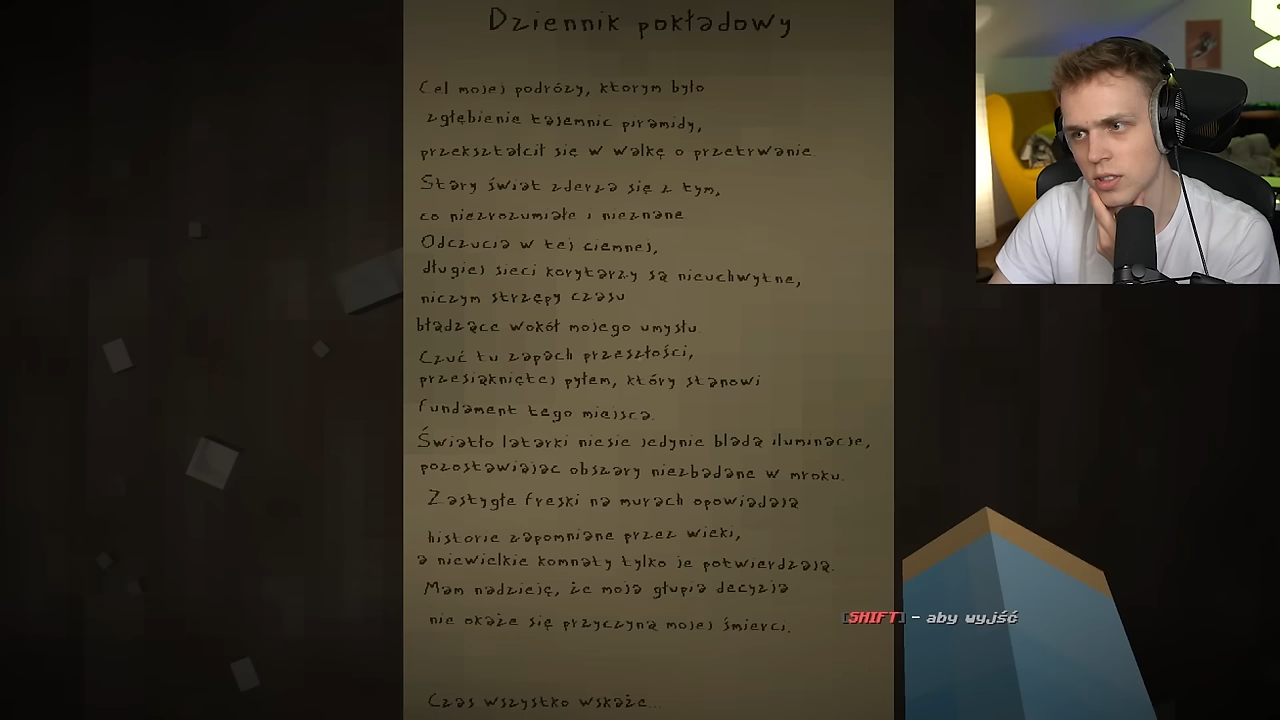 Dziennik pokładowy
Cel mojej podróży, którym było
zgłębienie tajemnic piramidy,
przekształcił się w walkę o przetrwanie.
Stary świat zderza się z tym,
co niezrozumiałe i nieznane
Odczucia w tej ciemnej,
długiej sieci korytarzy są nieuchwytne,
niczym strzępy czasu
błądzące wokół mojego umysłu.
Czuć tu zapach przeszłości,
przesiąkniętej pyłem, który stanowi
fundament tego miejsca.
Światło latarki niesie jedynie bladą iluminację,
pozostawiając obszary niezbadane w mroku.
Zastygłe freski na murach opowiadają
historie zapomniane przez wieki,
a niewielkie komnaty tylko je potwierdzają.
Mam nadzieję, że moja głupia decyzja
nie okaże się przyczyną mojej śmierci.
[SHIFT] - aby wyjść
Czas wszystko wskaże...